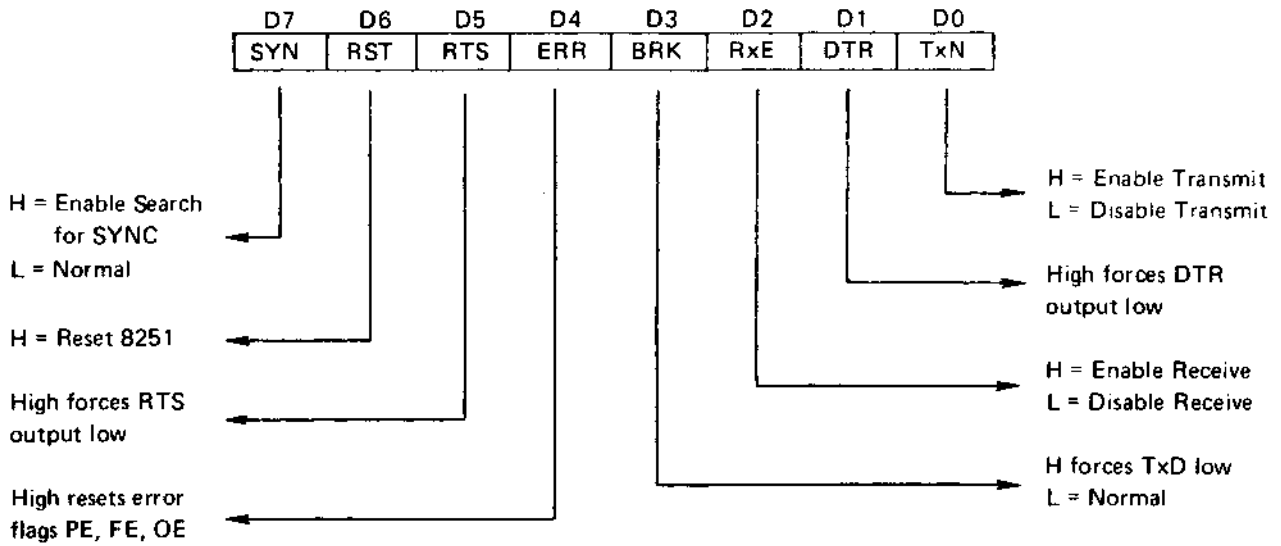 D7 D6 D5 D4 D3 D2 D1 D0
SYN RST RTS ERR BRK RxE DTR TxN
H = Enable Search
for SYNC
L = Normal
H = Reset 8251
High forces RTS
output low
High resets error
flags PE, FE, OE
H = Enable Transmit
L = Disable Transmit
High forces DTR
output low
H = Enable Receive
L = Disable Receive
H forces TxD low
L = Normal